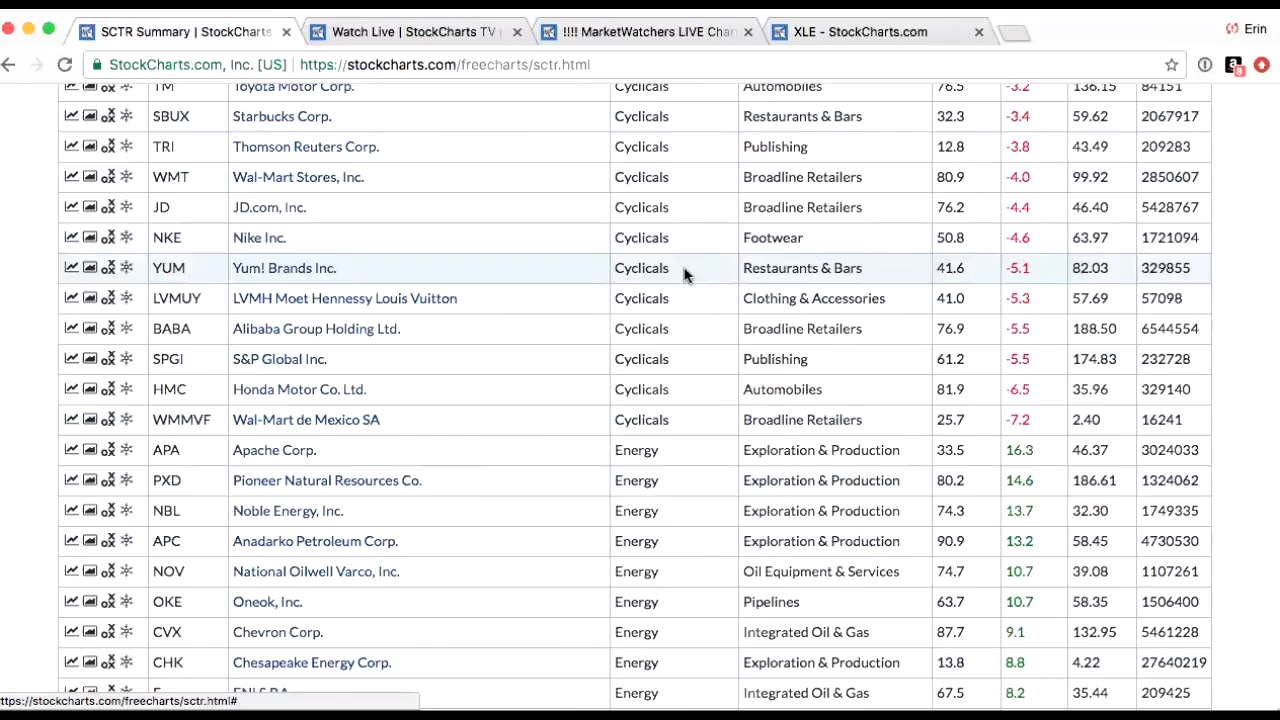 SCTR Summary | StockCharts
Watch Live | StockCharts TV
!!!! MarketWatchers LIVE Char
XLE - StockCharts.com
Erin
StockCharts.com, Inc. [US] | https://stockcharts.com/freecharts/sctr.html
8
TM Toyota Motor Corp. Cyclicals Automobiles 76.5 -3.2 136.15 84151
SBUX Starbucks Corp. Cyclicals Restaurants & Bars 32.3 -3.4 59.62 2067917
TRI Thomson Reuters Corp. Cyclicals Publishing 12.8 -3.8 43.49 209283
WMT Wal-Mart Stores, Inc. Cyclicals Broadline Retailers 80.9 -4.0 99.92 2850607
JD JD.com, Inc. Cyclicals Broadline Retailers 76.2 -4.4 46.40 5428767
NKE Nike Inc. Cyclicals Footwear 50.8 -4.6 63.97 1721094
YUM Yum! Brands Inc. Cyclicals Restaurants & Bars 41.6 -5.1 82.03 329855
LVMUY LVMH Moet Hennessy Louis Vuitton Cyclicals Clothing & Accessories 41.0 -5.3 57.69 57098
BABA Alibaba Group Holding Ltd. Cyclicals Broadline Retailers 76.9 -5.5 188.50 6544554
SPGI S&P Global Inc. Cyclicals Publishing 61.2 -5.5 174.83 232728
HMC Honda Motor Co. Ltd. Cyclicals Automobiles 81.9 -6.5 35.96 329140
WMMVF Wal-Mart de Mexico SA Cyclicals Broadline Retailers 25.7 -7.2 2.40 16241
APA Apache Corp. Energy Exploration & Production 33.5 16.3 46.37 3024033
PXD Pioneer Natural Resources Co. Energy Exploration & Production 80.2 14.6 186.61 1324062
NBL Noble Energy, Inc. Energy Exploration & Production 74.3 13.7 32.30 1749335
APC Anadarko Petroleum Corp. Energy Exploration & Production 90.9 13.2 58.45 4730530
NOV National Oilwell Varco, Inc. Energy Oil Equipment & Services 74.7 10.7 39.08 1107261
OKE Oneok, Inc. Energy Pipelines 63.7 10.7 58.35 1506400
CVX Chevron Corp. Energy Integrated Oil & Gas 87.7 9.1 132.95 5461228
CHK Chesapeake Energy Corp. Energy Exploration & Production 13.8 8.8 4.22 27640219
E ENI S.P.A. Energy Integrated Oil & Gas 67.5 8.2 35.44 209425
ttps://stockcharts.com/freecharts/sctr.html#